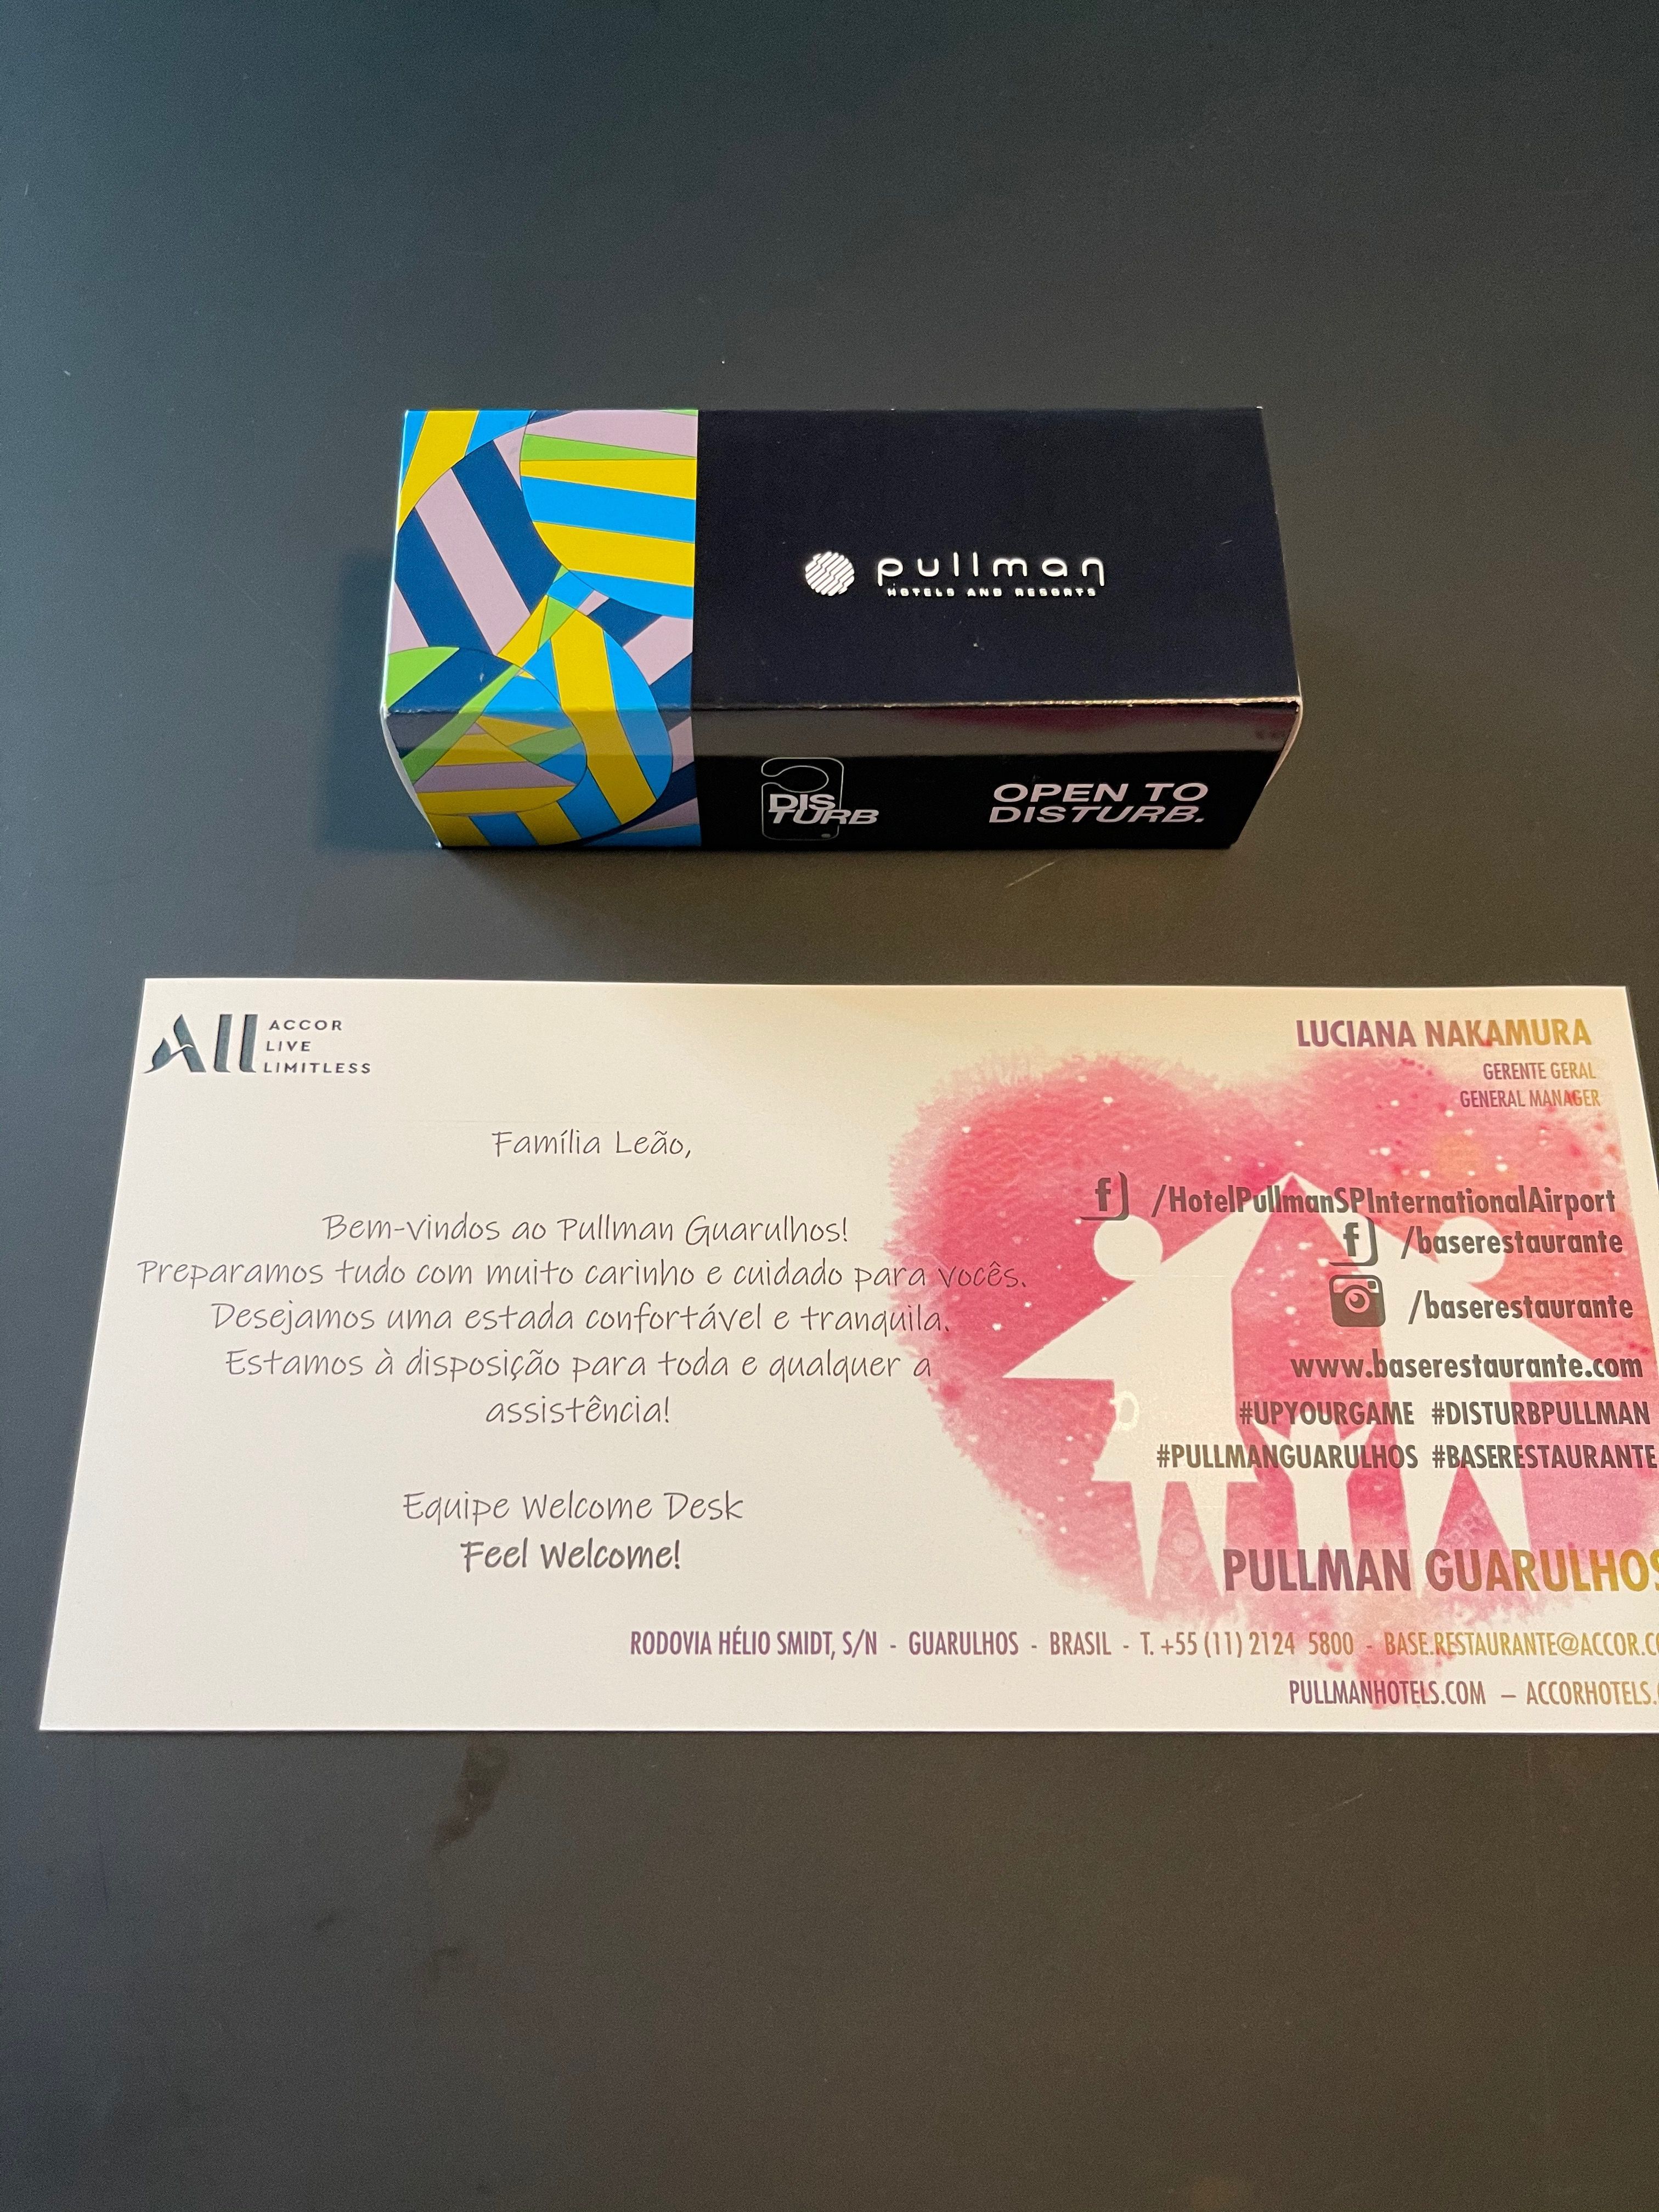 pullman
HOTELS AND RESORTS
DIS
TURB
OPEN TO
DISTURB.
All ACCOR
LIVE
LIMITLESS
LUCIANA NAKAMURA
GERENTE GERAL
GENERAL MANAGER
Família Leão,
Bem-vindos ao Pullman Guarulhos!
Preparamos tudo com muito carinho e cuidado para vocês.
Desejamos uma estada confortável e tranquila.
Estamos à disposição para toda e qualquer a
assistência!
Equipe Welcome Desk
Feel Welcome!
/HotelPullmanSPInternationalAirport
/baserestaurante
/baserestaurante
www.baserestaurante.com
#UPYOURGAME #DISTURBPULLMAN
#PULLMANGUARULHOS #BASERESTAURANTE
PULLMAN GUARULHOS
RODOVIA HÉLIO SMIDT, S/N - GUARULHOS - BRASIL - T. +55 (11) 2124 5800 - BASE.RESTAURANTE@ACCOR.CO
PULLMANHOTELS.COM – ACCORHOTELS.